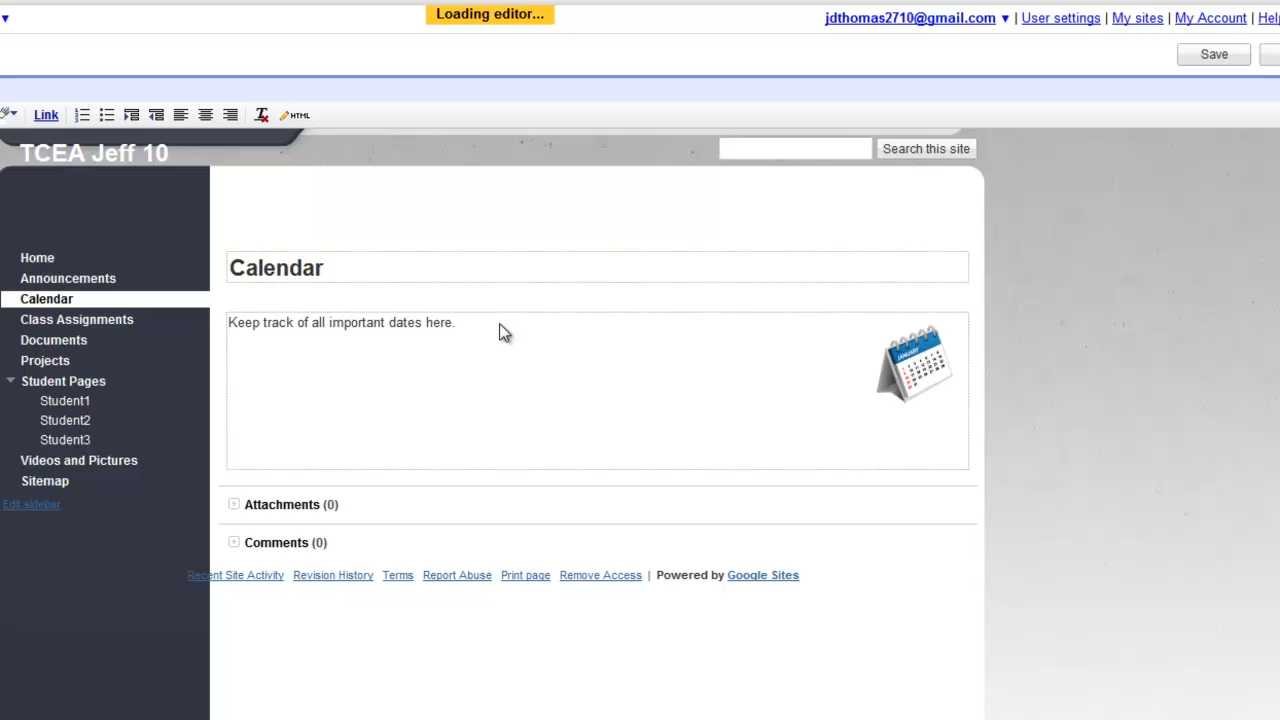 Loading editor...
jdthomas2710@gmail.com ▼ | User settings | My sites | My Account | Help
Save
Link
HTML
TCEA Jeff 10
Search this site
Home
Announcements
Calendar
Class Assignments
Documents
Projects
Student Pages
Student1
Student2
Student3
Videos and Pictures
Sitemap
Edit sidebar
Calendar
Keep track of all important dates here.
JANUARY
Attachments (0)
Comments (0)
Recent Site Activity Revision History Terms Report Abuse Print page Remove Access | Powered by Google Sites